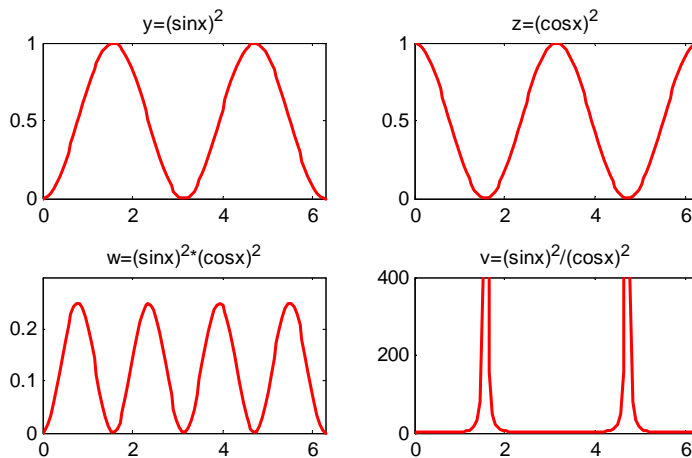 y=(sinx)²
1
0.5
0
0 2 4 6
z=(cosx)²
1
0.5
0
0 2 4 6
w=(sinx)²*(cosx)²
0.2
0.1
0
0 2 4 6
v=(sinx)²/(cosx)²
400
200
0
0 2 4 6